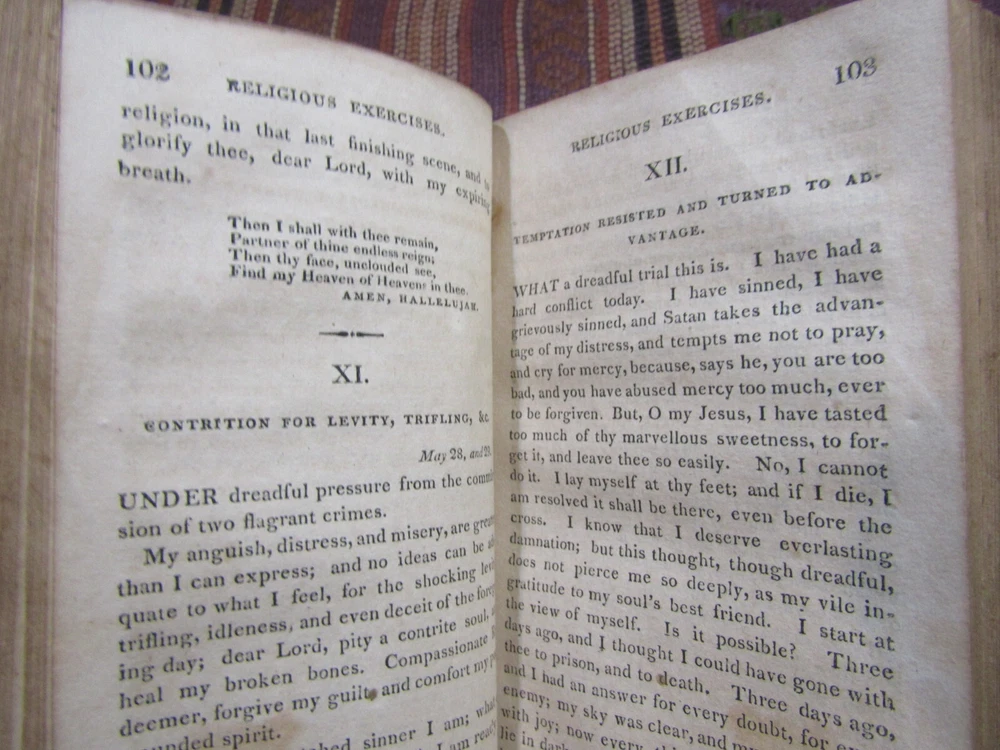 102
RELIGIOUS EXERCISES.
religion, in that last finishing scene, and to
glorify thee, dear Lord, with my expiring
breath.
Then I shall with thee remain,
Partner of thine endless reign;
Then thy face, unclouded see,
Find my Heaven of Heavens in thee.
AMEN, HALLELUJAH.
XI.
CONTRITION FOR LEVITY, TRIFLING, &c.
May 28, and 29.
UNDER dreadful pressure from the commis
sion of two flagrant crimes.
My anguish, distress, and misery, are greater
than I can express; and no ideas can be
quate to what I feel, for the shocking
trifling, idleness, and even deceit of the
ing day; dear Lord, pity a contrite soul,
heal my broken bones. Compassionate
deemer, forgive my guilt, and comfort my
spirit.
sinner I am;
I am
103
RELIGIOUS EXERCISES.
XII.
TEMPTATION RESISTED AND TURNED TO AD-
VANTAGE.
WHAT a dreadful trial this is. I have had a
hard conflict today. I have sinned, I have
grievously sinned, and Satan takes the advan-
tage of my distress, and tempts me not to pray,
and cry for mercy, because, says he, you are too
bad, and you have abused mercy too much, ever
to be forgiven. But, O my Jesus, I have tasted
too much of thy marvellous sweetness, to for-
get it, and leave thee so easily. No, I cannot
do it. I lay myself at thy feet; and if I die, I
am resolved it shall be there, even before the
cross. I know that I deserve everlasting
damnation; but this thought, though dreadful,
does not pierce me so deeply, as my vile in-
gratitude to my soul's best friend. I start at
the view of myself. Is it possible? Three
days ago, and I thought I could have gone with
thee to prison, and to death. Three days ago,
and I had an answer for every doubt, for
enemy; my sky was clear, and
with joy; now every
lie in